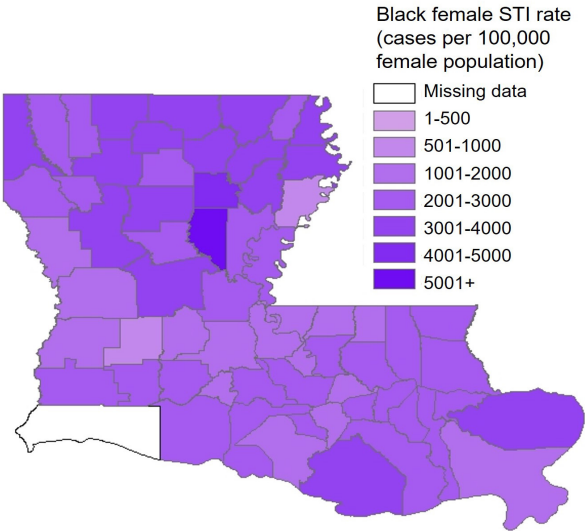 Black female STI rate
(cases per 100,000
female population)
Missing data
1-500
501-1000
1001-2000
2001-3000
3001-4000
4001-5000
5001+